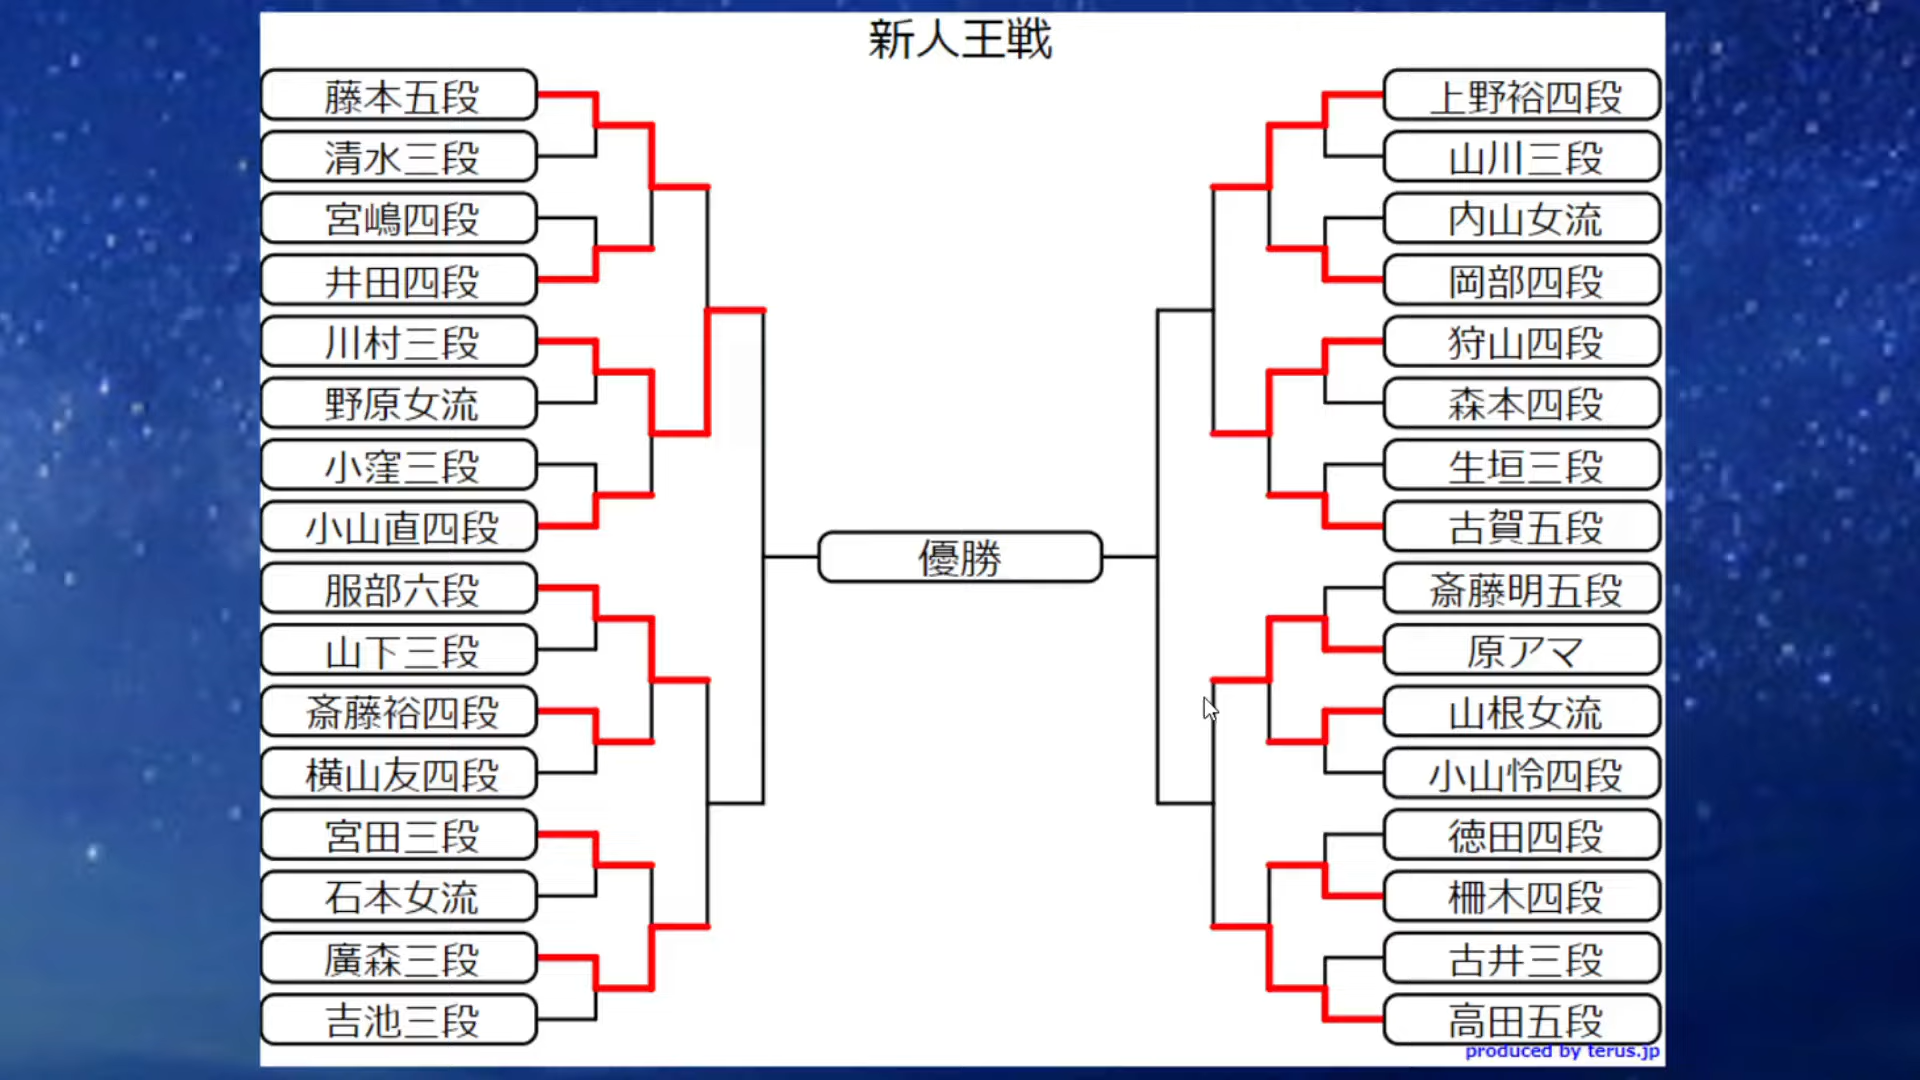 新人王戦
藤本五段
清水三段
宮嶋四段
井田四段
川村三段
野原女流
小窪三段
小山直四段
服部六段
山下三段
斎藤裕四段
横山友四段
宮田三段
石本女流
廣森三段
吉池三段
優勝
上野裕四段
山川三段
内山女流
岡部四段
狩山四段
森本四段
生垣三段
古賀五段
斎藤明五段
原アマ
山根女流
小山怜四段
徳田四段
柵木四段
古井三段
高田五段
produced by terus.jp